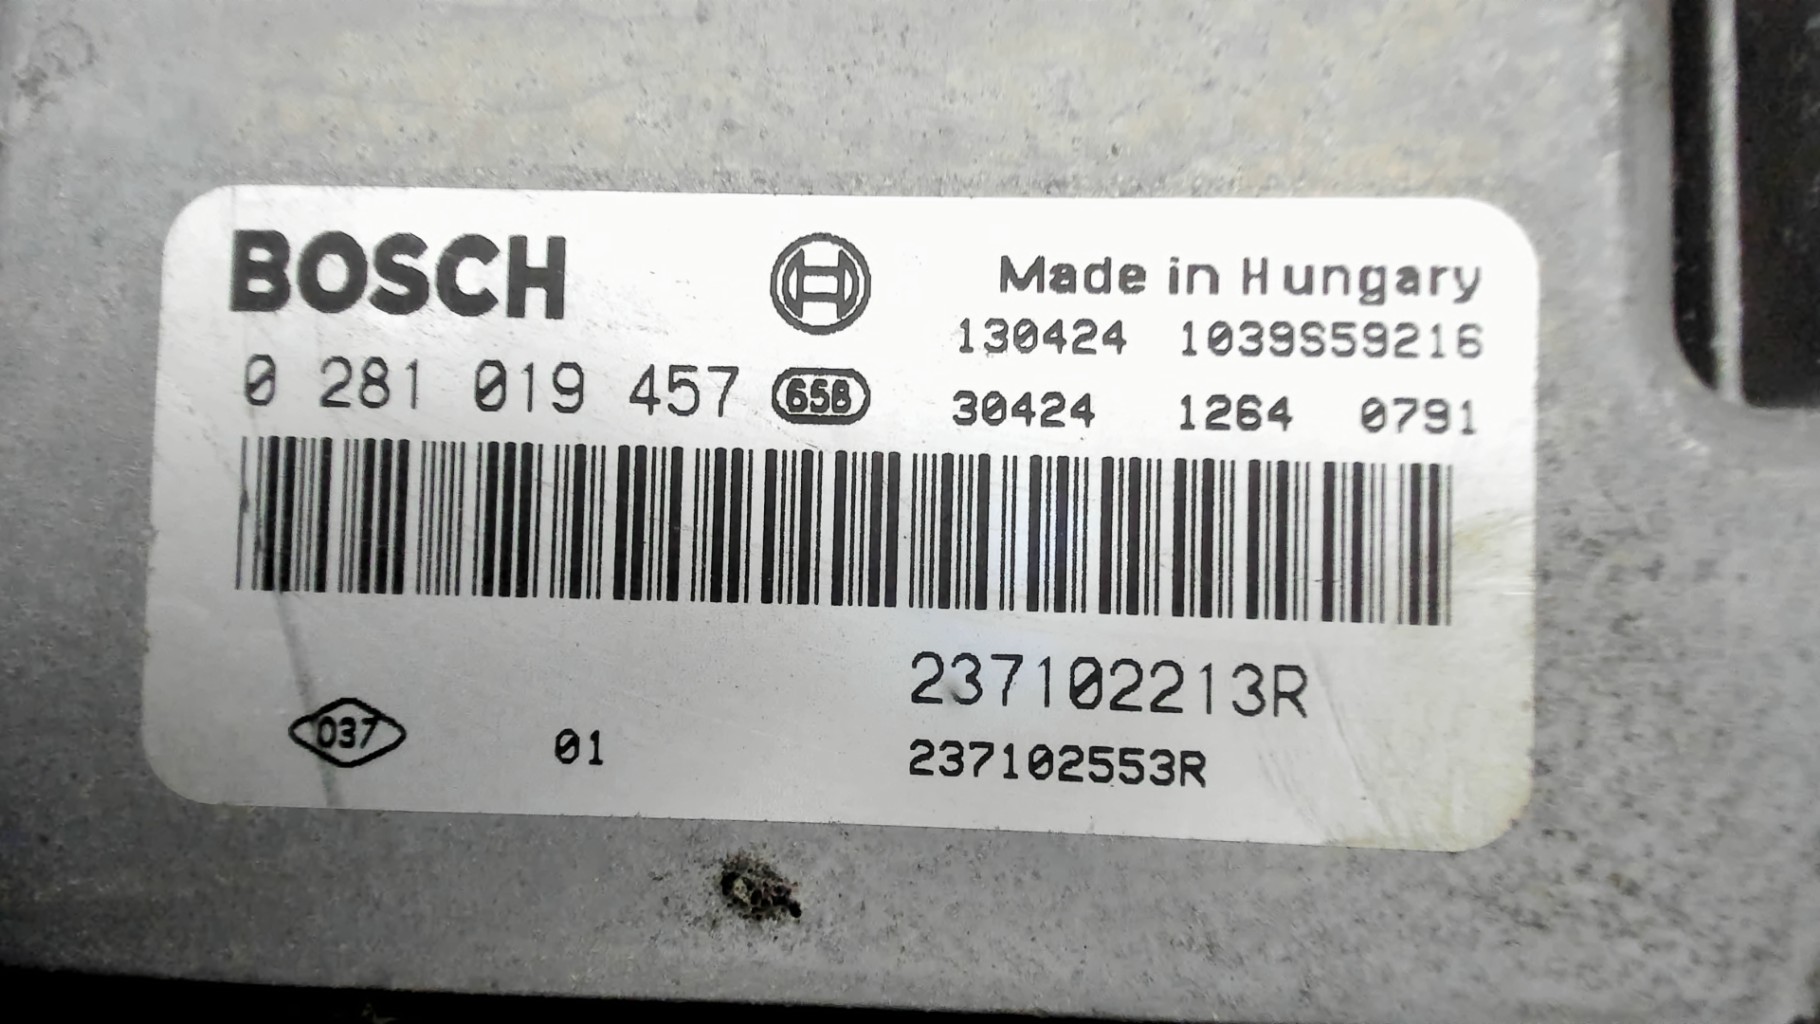 BOSCH
Made in Hungary
130424 1039S59216
0 281 019 457 658
30424 1264 0791
237102213R
037 01 237102553R